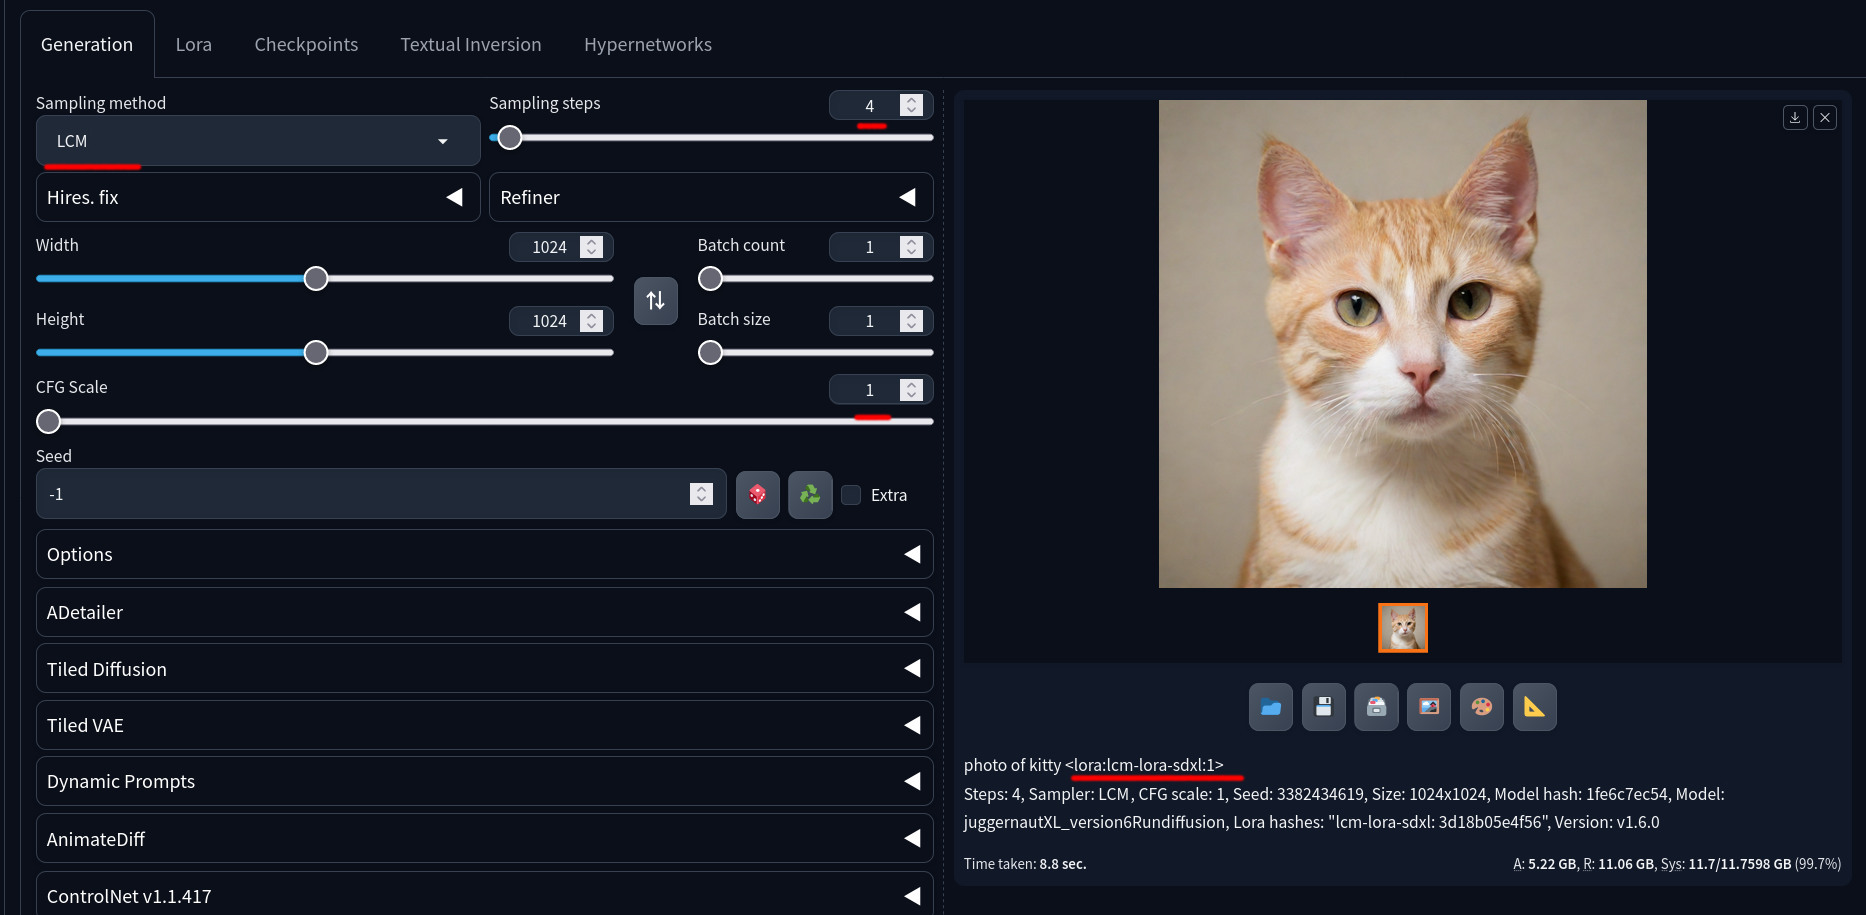 Generation Lora Checkpoints Textual Inversion Hypernetworks
Sampling method
LCM
Sampling steps 4
Hires. fix
Refiner
Width 1024
Batch count 1
Height 1024
Batch size 1
CFG Scale 1
Seed
-1
Extra
Options
ADetailer
Tiled Diffusion
Tiled VAE
Dynamic Prompts
AnimateDiff
ControlNet v1.1.417
photo of kitty <lora:lcm-lora-sdxl:1>
Steps: 4, Sampler: LCM, CFG scale: 1, Seed: 3382434619, Size: 1024x1024, Model hash: 1fe6c7ec54, Model:
juggernautXL_version6Rundiffusion, Lora hashes: "lcm-lora-sdxl: 3d18b05e4f56", Version: v1.6.0
Time taken: 8.8 sec.
A: 5.22 GB, R: 11.06 GB, Sys: 11.7/11.7598 GB (99.7%)